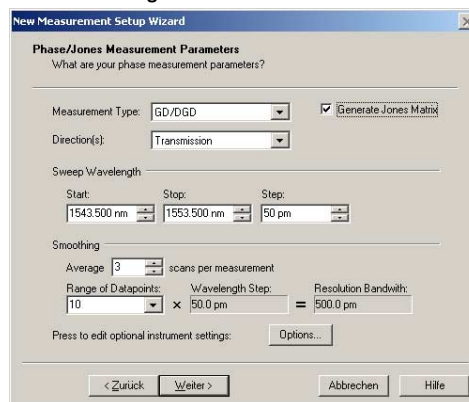 New Measurement Setup Wizard
Phase/Jones Measurement Parameters
What are your phase measurement parameters?
Measurement Type: GD/DGD Generate Jones Matrix
Direction(s): Transmission
Sweep Wavelength
Start: Stop: Step:
1543.500 nm 1553.500 nm 50 pm
Smoothing
Average 3 scans per measurement
Range of Datapoints: Wavelength Step: Resolution Bandwith:
10 × 50.0 pm = 500.0 pm
Press to edit optional instrument settings: Options...
< Zurück Weiter > Abbrechen Hilfe